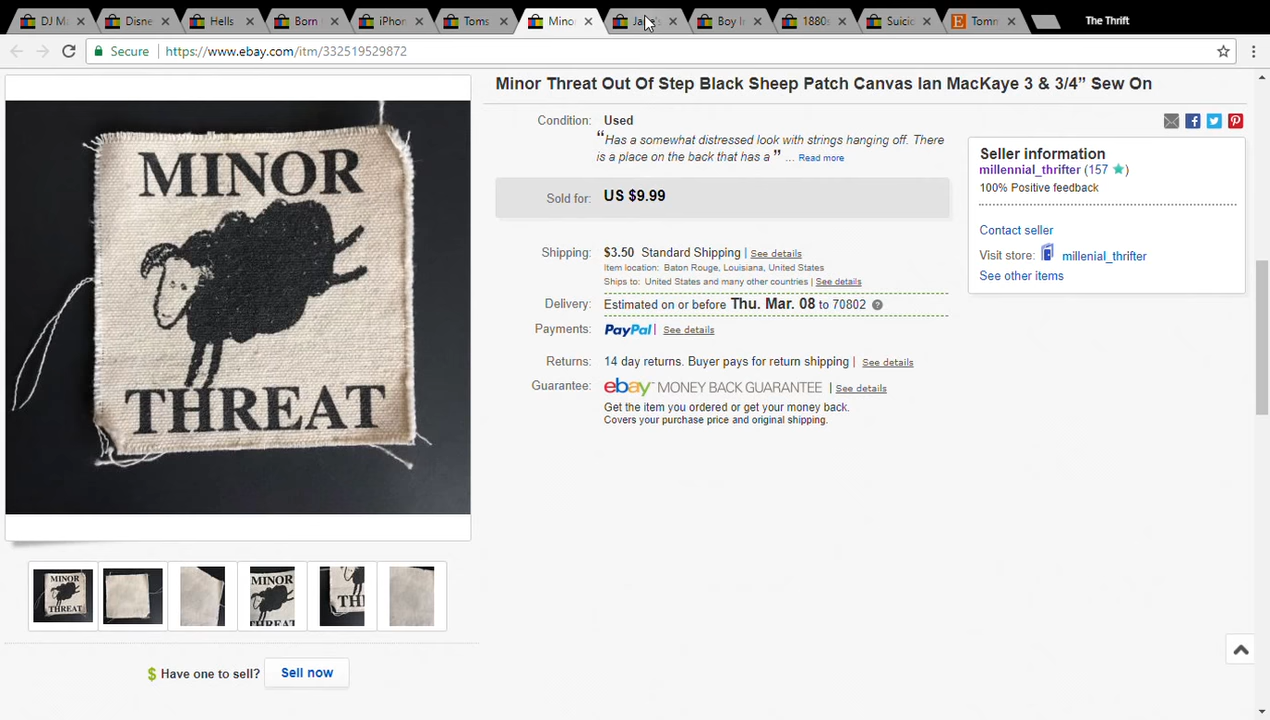 DJ M
Disne
Hells
Born
iPhon
Toms
Mino
Boy I
1880
Suici
Tomm
The Thrift
Secure
https://www.ebay.com/itm/332519529872
Minor Threat Out Of Step Black Sheep Patch Canvas Ian MacKaye 3 & 3/4” Sew On
Condition: Used
“Has a somewhat distressed look with strings hanging off. There
is a place on the back that has a ” ... Read more
Sold for: US $9.99
Shipping: $3.50 Standard Shipping | See details
Item location: Baton Rouge, Louisiana, United States
Ships to: United States and many other countries | See details
Delivery: Estimated on or before Thu. Mar. 08 to 70802
Payments: PayPal | See details
Returns: 14 day returns. Buyer pays for return shipping | See details
Guarantee: ebay MONEY BACK GUARANTEE | See details
Get the item you ordered or get your money back.
Covers your purchase price and original shipping.
Seller information
millennial_thrifter (157 )
100% Positive feedback
Contact seller
Visit store: millenial_thrifter
See other items
MINOR
THREAT
MINOR
THREAT
MINOR
THREAT
TH
$ Have one to sell? Sell now